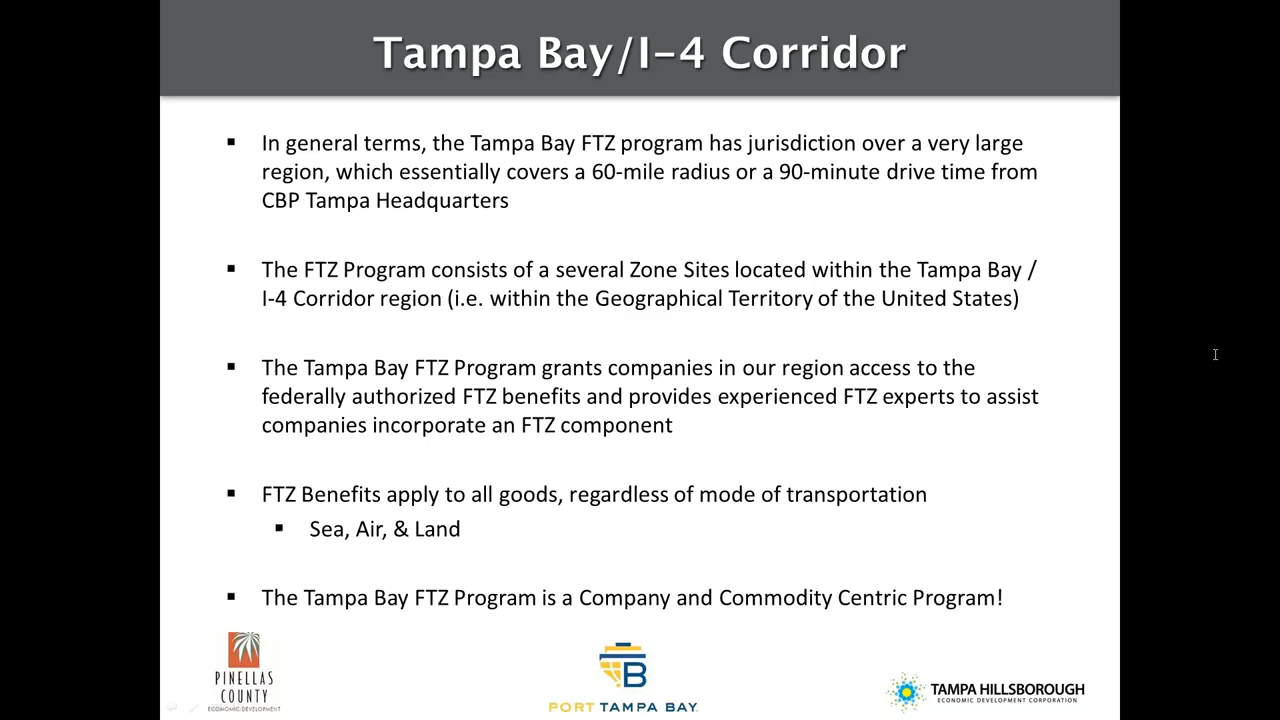 Tampa Bay/I-4 Corridor
▪ In general terms, the Tampa Bay FTZ program has jurisdiction over a very large
region, which essentially covers a 60-mile radius or a 90-minute drive time from
CBP Tampa Headquarters
▪ The FTZ Program consists of a several Zone Sites located within the Tampa Bay /
I-4 Corridor region (i.e. within the Geographical Territory of the United States)
▪ The Tampa Bay FTZ Program grants companies in our region access to the
federally authorized FTZ benefits and provides experienced FTZ experts to assist
companies incorporate an FTZ component
▪ FTZ Benefits apply to all goods, regardless of mode of transportation
▪ Sea, Air, & Land
▪ The Tampa Bay FTZ Program is a Company and Commodity Centric Program!
PINELLAS
COUNTY
ECONOMIC DEVELOPMENT
B
PORT TAMPA BAY
TAMPA HILLSBOROUGH
ECONOMIC DEVELOPMENT CORPORATION